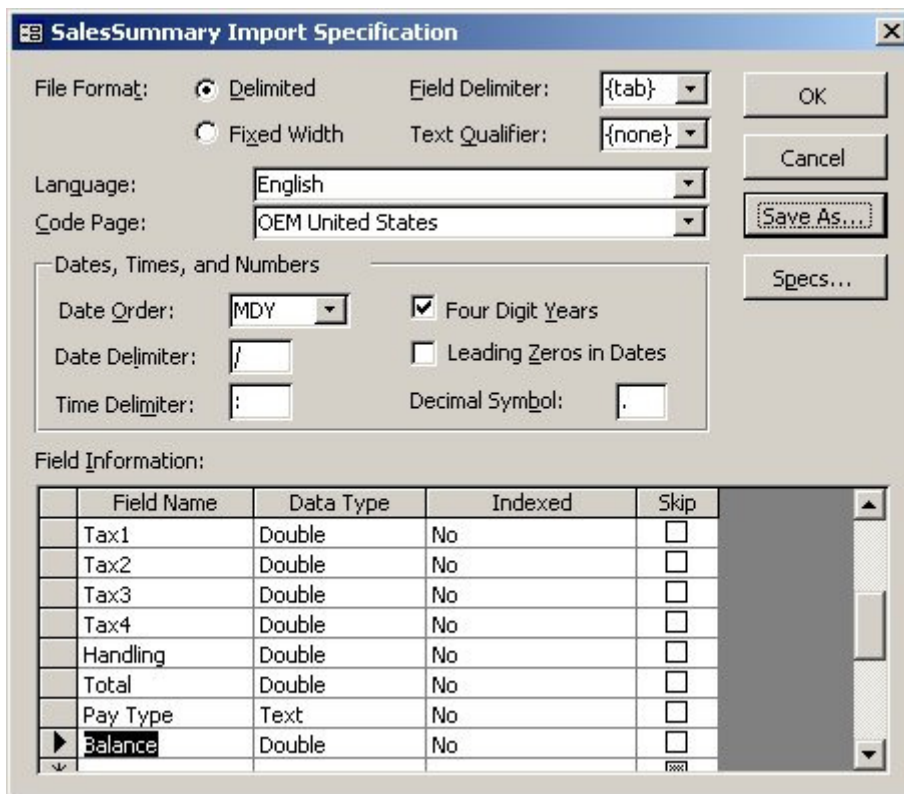 SalesSummary Import Specification
File Format: Delimited Field Delimiter: {tab} OK
Fixed Width Text Qualifier: {none}
Cancel
Language: English
Code Page: OEM United States Save As...
Dates, Times, and Numbers
Specs...
Date Order: MDY Four Digit Years
Date Delimiter: / Leading Zeros in Dates
Time Delimiter: : Decimal Symbol: .
Field Information:
Field Name Data Type Indexed Skip
Tax1 Double No
Tax2 Double No
Tax3 Double No
Tax4 Double No
Handling Double No
Total Double No
Pay Type Text No
Balance Double No